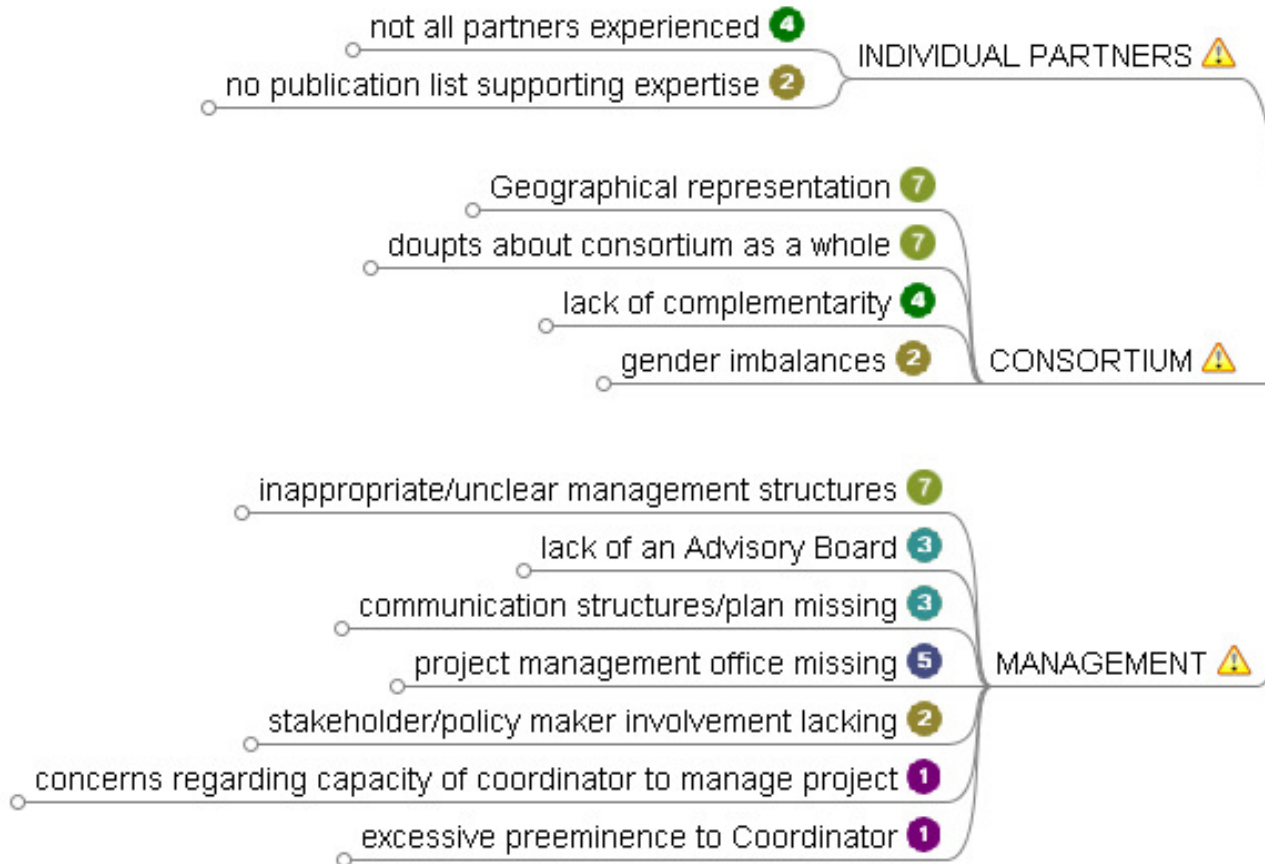 not all partners experienced 4
INDIVIDUAL PARTNERS
no publication list supporting expertise 2
Geographical representation 7
doupts about consortium as a whole 7
lack of complementarity 4
gender imbalances 2
CONSORTIUM
inappropriate/unclear management structures 7
lack of an Advisory Board 3
communication structures/plan missing 3
project management office missing 5
MANAGEMENT
stakeholder/policy maker involvement lacking 2
concerns regarding capacity of coordinator to manage project 1
excessive preeminence to Coordinator 1